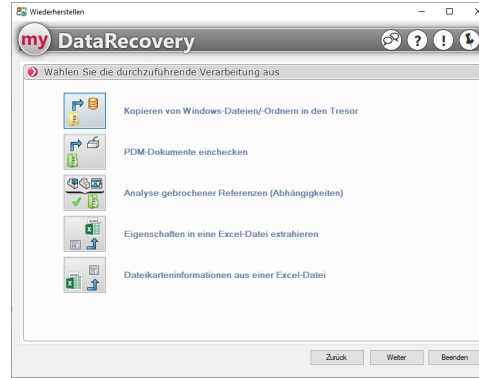 Wiederherstellen
my DataRecovery
Wählen Sie die durchzuführende Verarbeitung aus
Kopieren von Windows-Dateien/-Ordnern in den Tresor
PDM-Dokumente einchecken
Analyse gebrochener Referenzen (Abhängigkeiten)
Eigenschaften in eine Excel-Datei extrahieren
Dateikarteninformationen aus einer Excel-Datei
Zurück Weiter Beenden